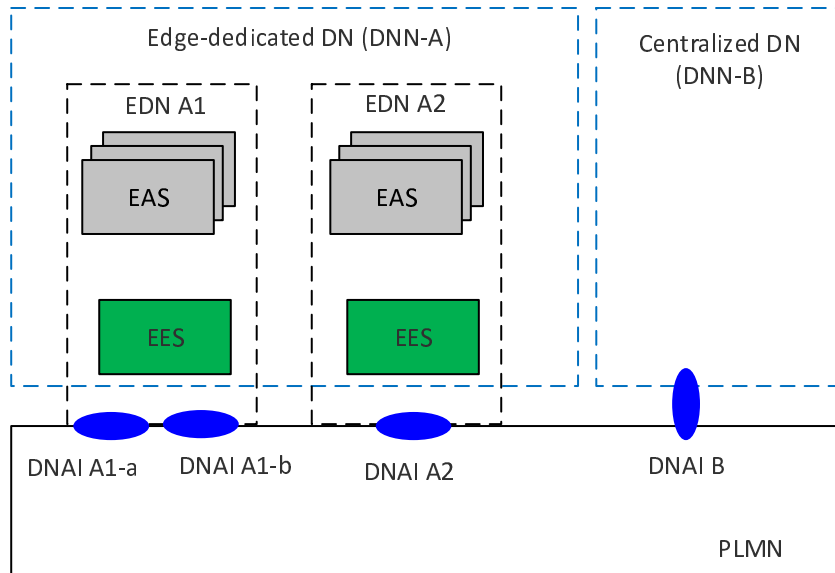 Edge-dedicated DN (DNN-A)
Centralized DN
(DNN-B)
EDN A1
EDN A2
EAS
EAS
EES
EES
DNAI A1-a
DNAI A1-b
DNAI A2
DNAI B
PLMN